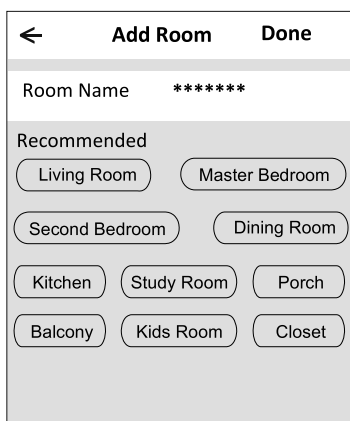 Add Room Done
Room Name *******
Recommended
Living Room Master Bedroom
Second Bedroom Dining Room
Kitchen Study Room Porch
Balcony Kids Room Closet